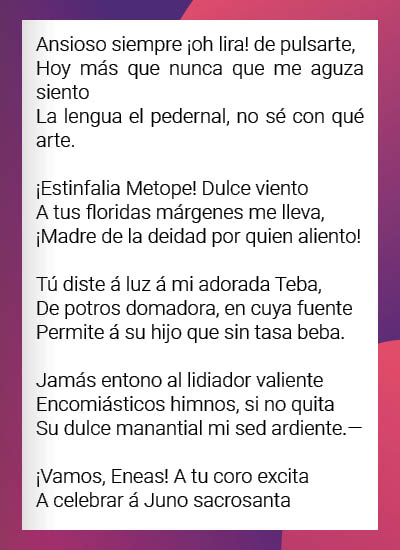 Ansioso siempre ¡oh lira! de pulsarte,
Hoy más que nunca que me aguza
siento
La lengua el pedernal, no sé con qué
arte.
¡Estinfalia Metope! Dulce viento
A tus floridas márgenes me lleva,
¡Madre de la deidad por quien aliento!
Tú diste á luz á mi adorada Teba,
De potros domadora, en cuya fuente
Permite á su hijo que sin tasa beba.
Jamás entono al lidiador valiente
Encomiásticos himnos, si no quita
Su dulce manantial mi sed ardiente.—
¡Vamos, Eneas! A tu coro excita
A celebrar á Juno sacrosanta